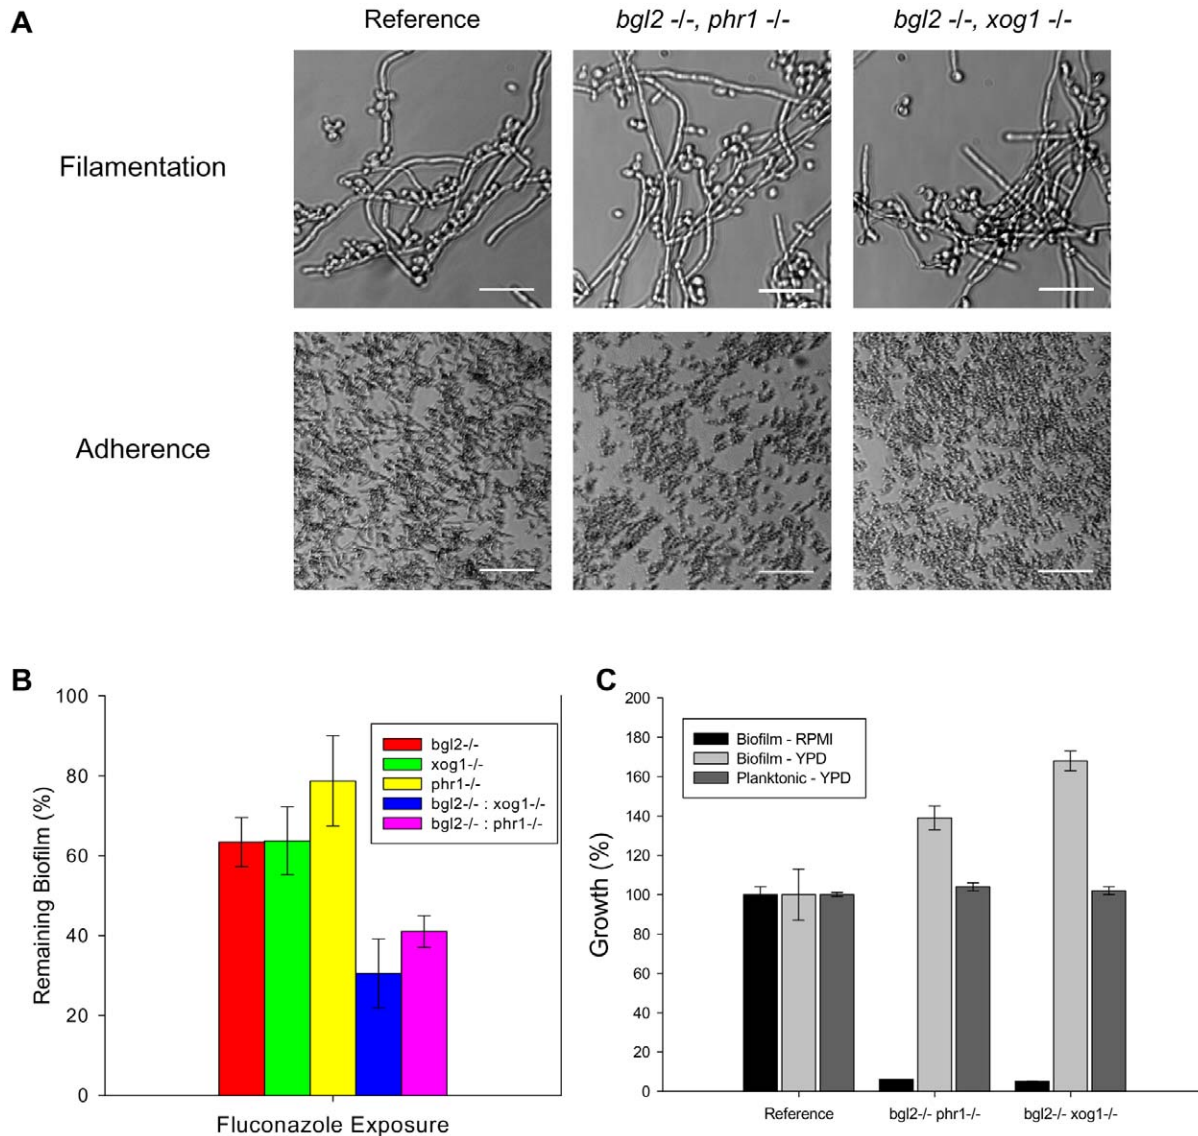 A
Reference
bgl2 -/-, phr1 -/-
bgl2 -/-, xog1 -/-
Filamentation
Adherence
B
Remaining Biofilm (%)
100
80
60
40
20
0
bgl2-/-
xog1-/-
phr1-/-
bgl2-/- : xog1-/-
bgl2-/- : phr1-/-
Fluconazole Exposure
C
Growth (%)
200
180
160
140
120
100
80
60
40
20
0
Biofilm - RPMI
Biofilm - YPD
Planktonic - YPD
Reference
bgl2-/- phr1-/-
bgl2-/- xog1-/-